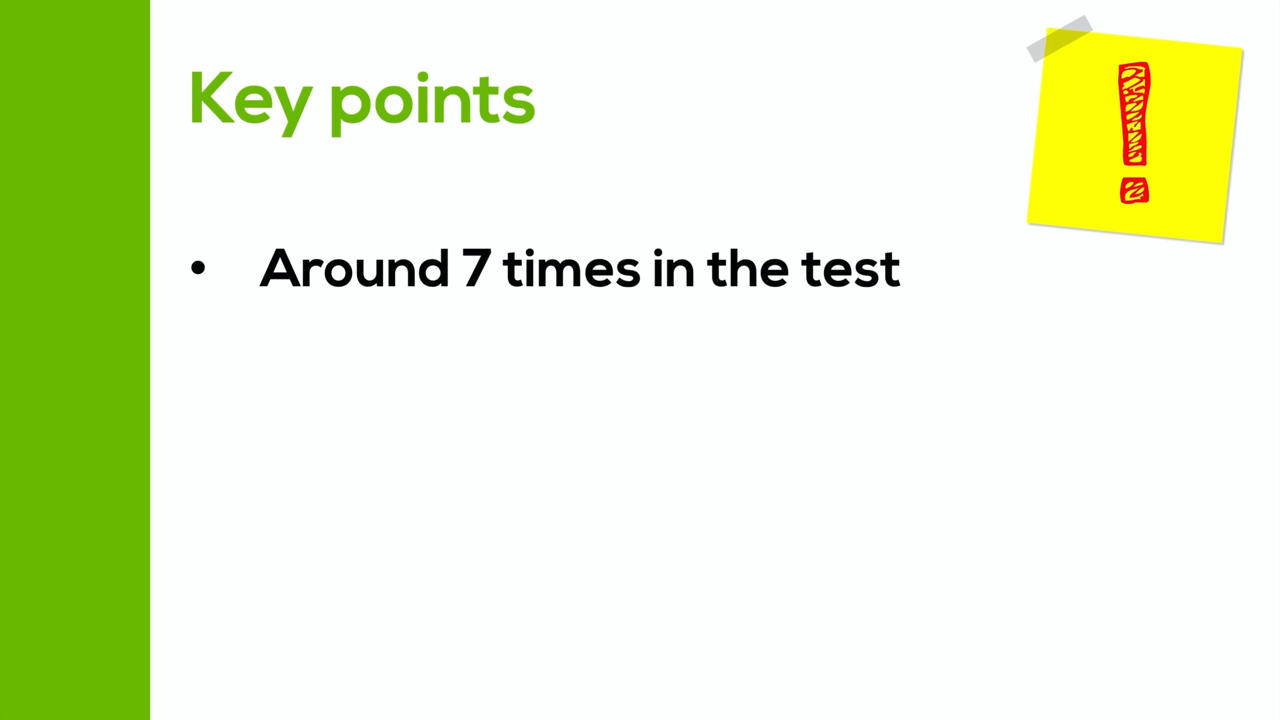 Key points
!
• Around 7 times in the test